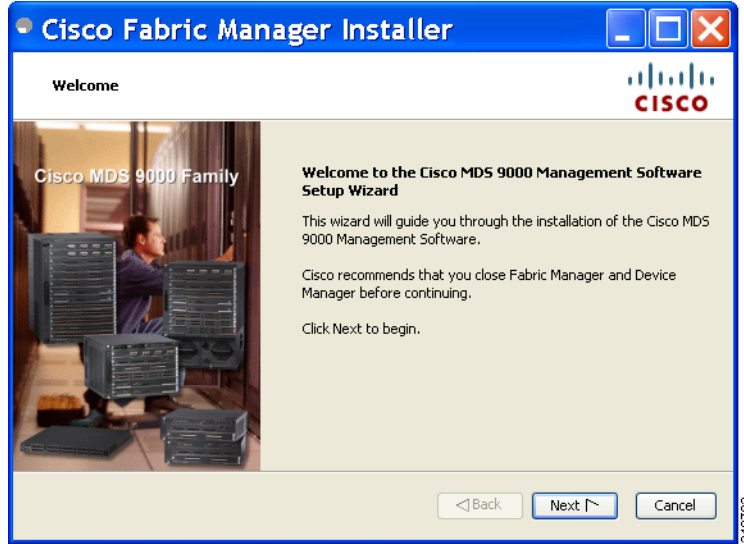 Cisco Fabric Manager Installer
Welcome
CISCO
Cisco MDS 9000 Family
Welcome to the Cisco MDS 9000 Management Software
Setup Wizard
This wizard will guide you through the installation of the Cisco MDS
9000 Management Software.
Cisco recommends that you close Fabric Manager and Device
Manager before continuing.
Click Next to begin.
Back
Next
Cancel